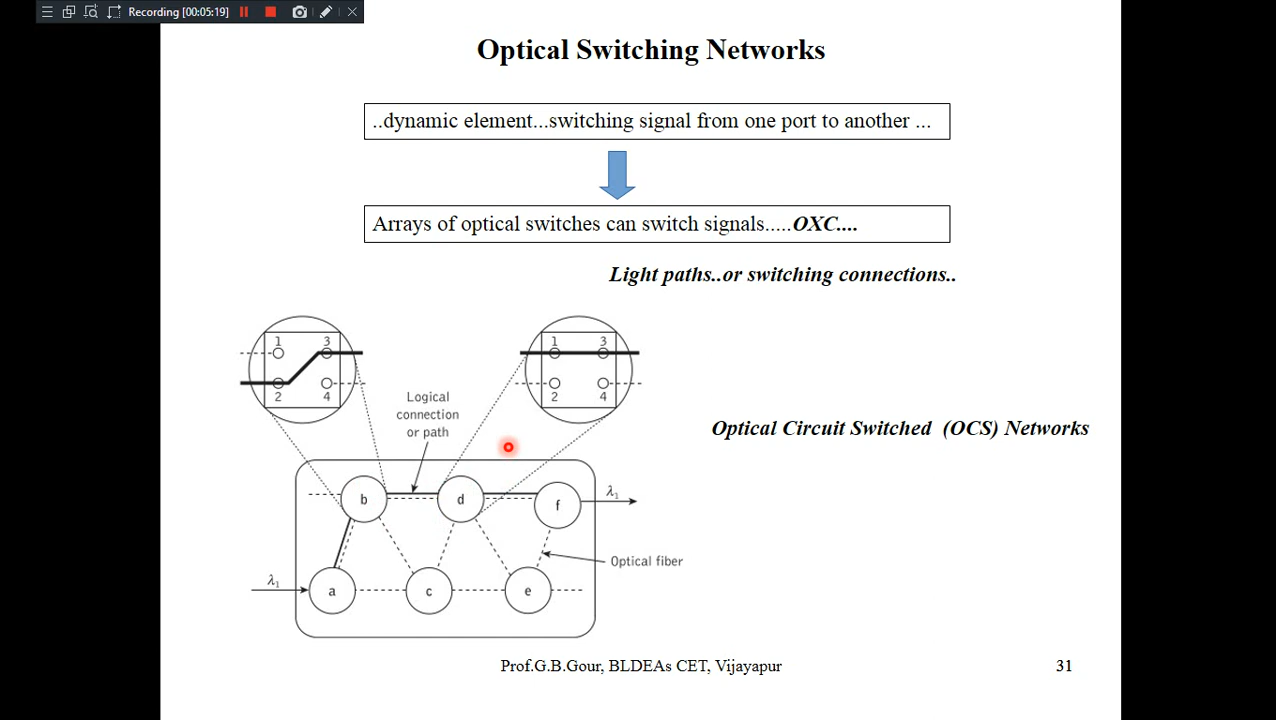 Recording [00:05:19]
Optical Switching Networks
..dynamic element...switching signal from one port to another ...
Arrays of optical switches can switch signals.....OXC....
Light paths..or switching connections..
1 3
2 4
1 3
2 4
Logical
connection
or path
Optical Circuit Switched (OCS) Networks
b d f λ₁
Optical fiber
λ₁ a c e
Prof.G.B.Gour, BLDEAs CET, Vijayapur 31